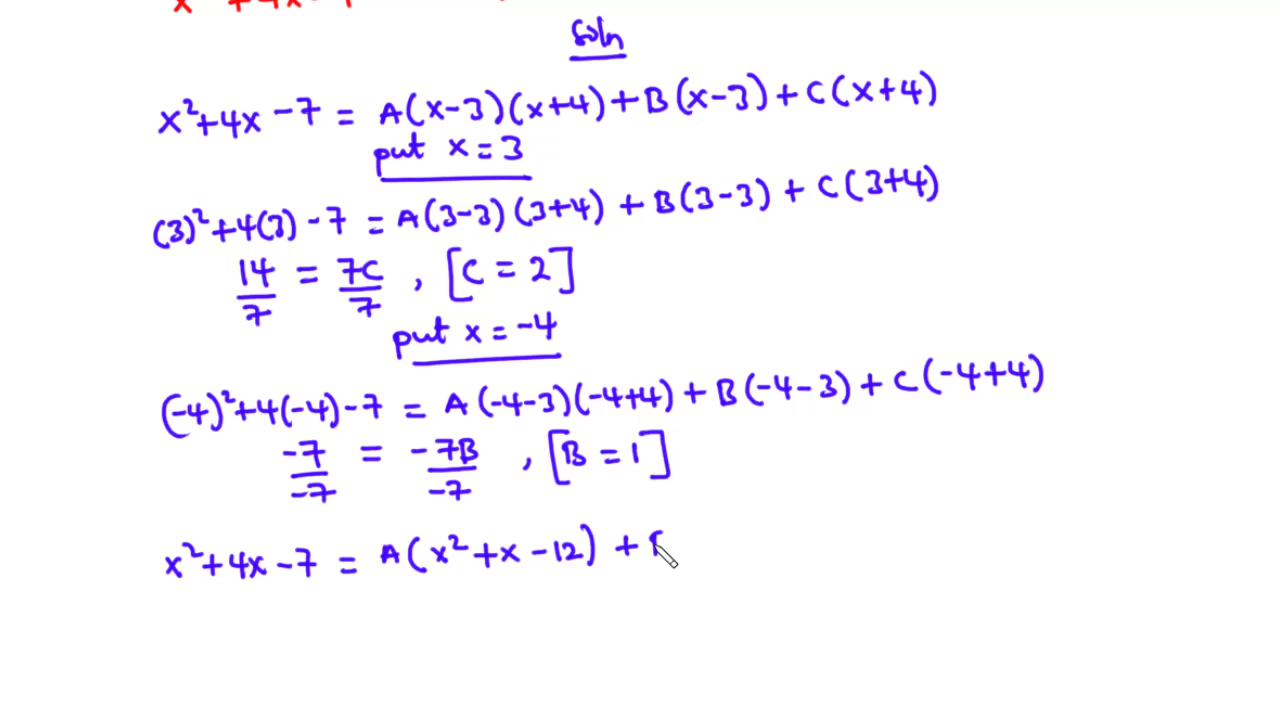 Soln
x²+4x-7 = A(x-3)(x+4)+B(x-3)+C(x+4)
put x=3
(3)²+4(3)-7 = A(3-3)(3+4)+B(3-3)+C(3+4)
14/7 = 7C/7, [C=2]
put x=-4
(-4)²+4(-4)-7 = A(-4-3)(-4+4)+B(-4-3)+C(-4+4)
-7/-7 = -7B/-7, [B=1]
x²+4x-7 = A(x²+x-12)+